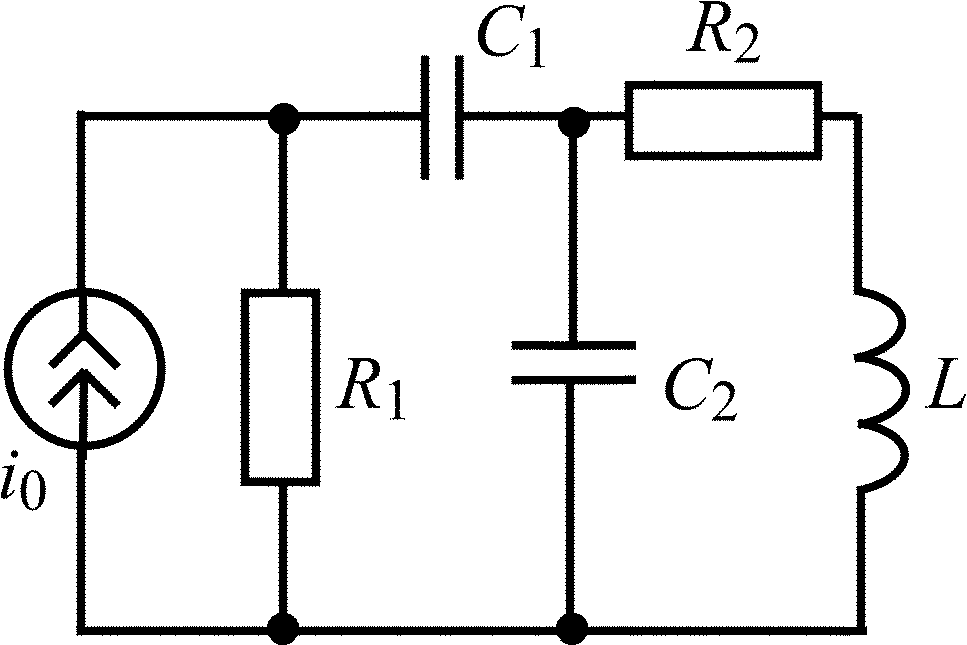 C₁
R₂
R₁
C₂
L
i₀